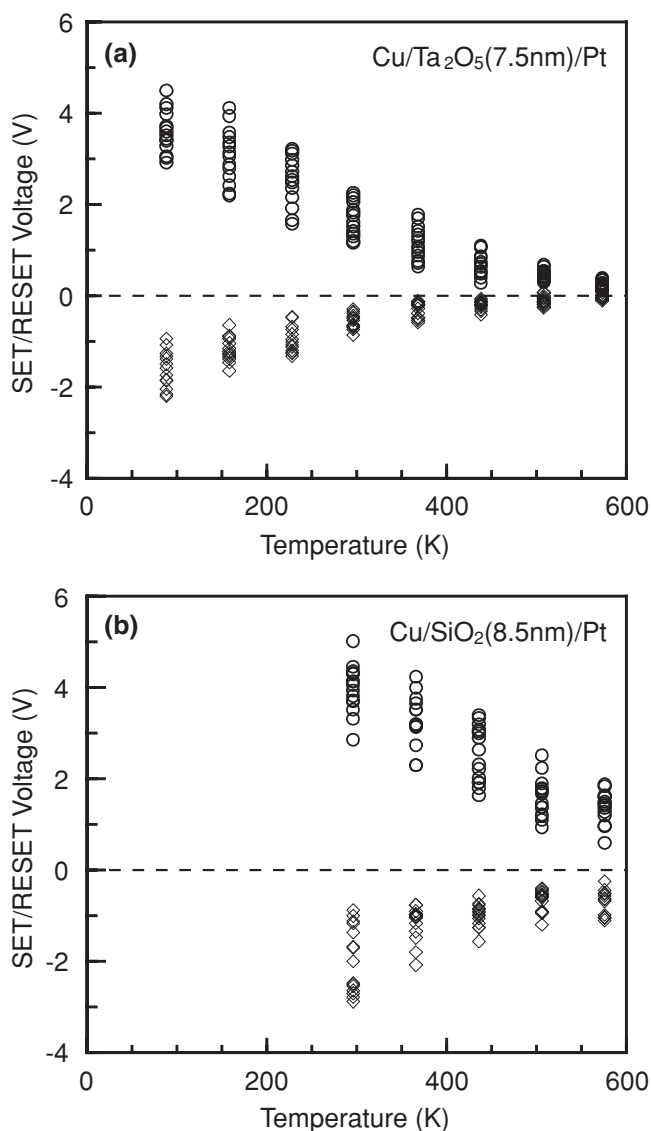 6
(a)
Cu/Ta2O5(7.5nm)/Pt
4
2
0
-2
-4
SET/RESET Voltage (V)
0 200 400 600
Temperature (K)
6
(b)
Cu/SiO2(8.5nm)/Pt
4
2
0
-2
-4
SET/RESET Voltage (V)
0 200 400 600
Temperature (K)